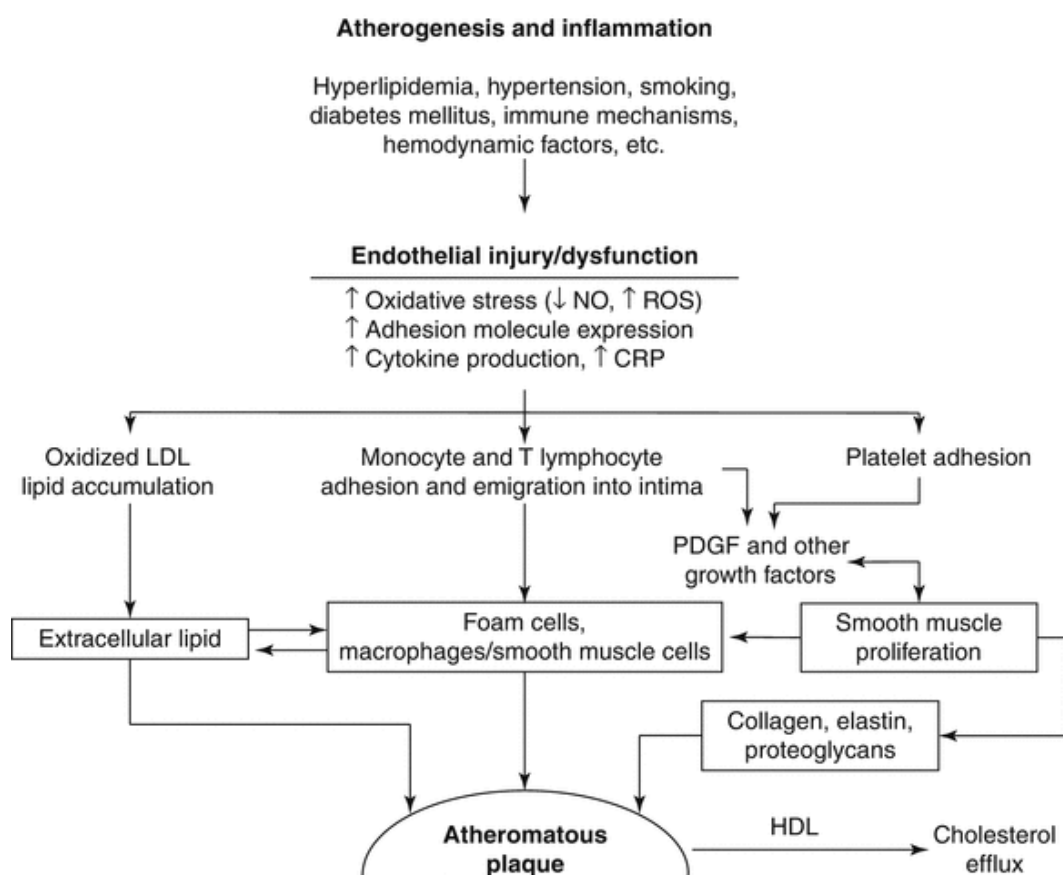 Atherogenesis and inflammation
Hyperlipidemia, hypertension, smoking,
diabetes mellitus, immune mechanisms,
hemodynamic factors, etc.
Endothelial injury/dysfunction
↑ Oxidative stress (↓ NO, ↑ ROS)
↑ Adhesion molecule expression
↑ Cytokine production, ↑ CRP
Oxidized LDL
lipid accumulation
Monocyte and T lymphocyte
adhesion and emigration into intima
Platelet adhesion
PDGF and other
growth factors
Extracellular lipid
Foam cells,
macrophages/smooth muscle cells
Smooth muscle
proliferation
Collagen, elastin,
proteoglycans
Atheromatous
plaque
HDL
Cholesterol
efflux